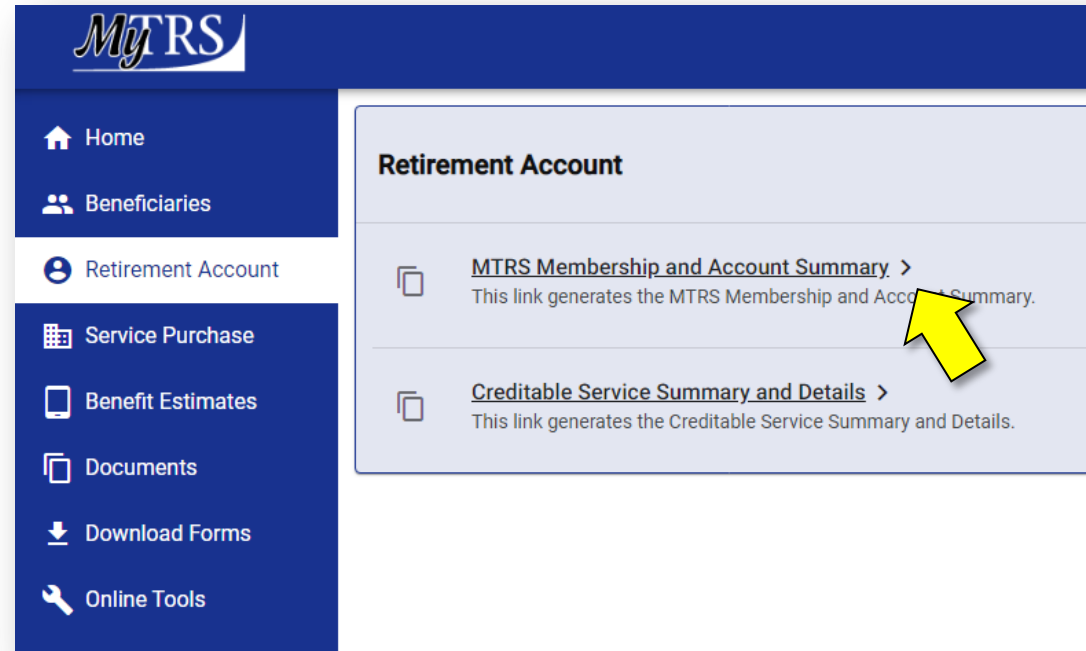 MyTRS
Home
Beneficiaries
Retirement Account
Service Purchase
Benefit Estimates
Documents
Download Forms
Online Tools
Retirement Account
MTRS Membership and Account Summary >
This link generates the MTRS Membership and Account Summary.
Creditable Service Summary and Details >
This link generates the Creditable Service Summary and Details.